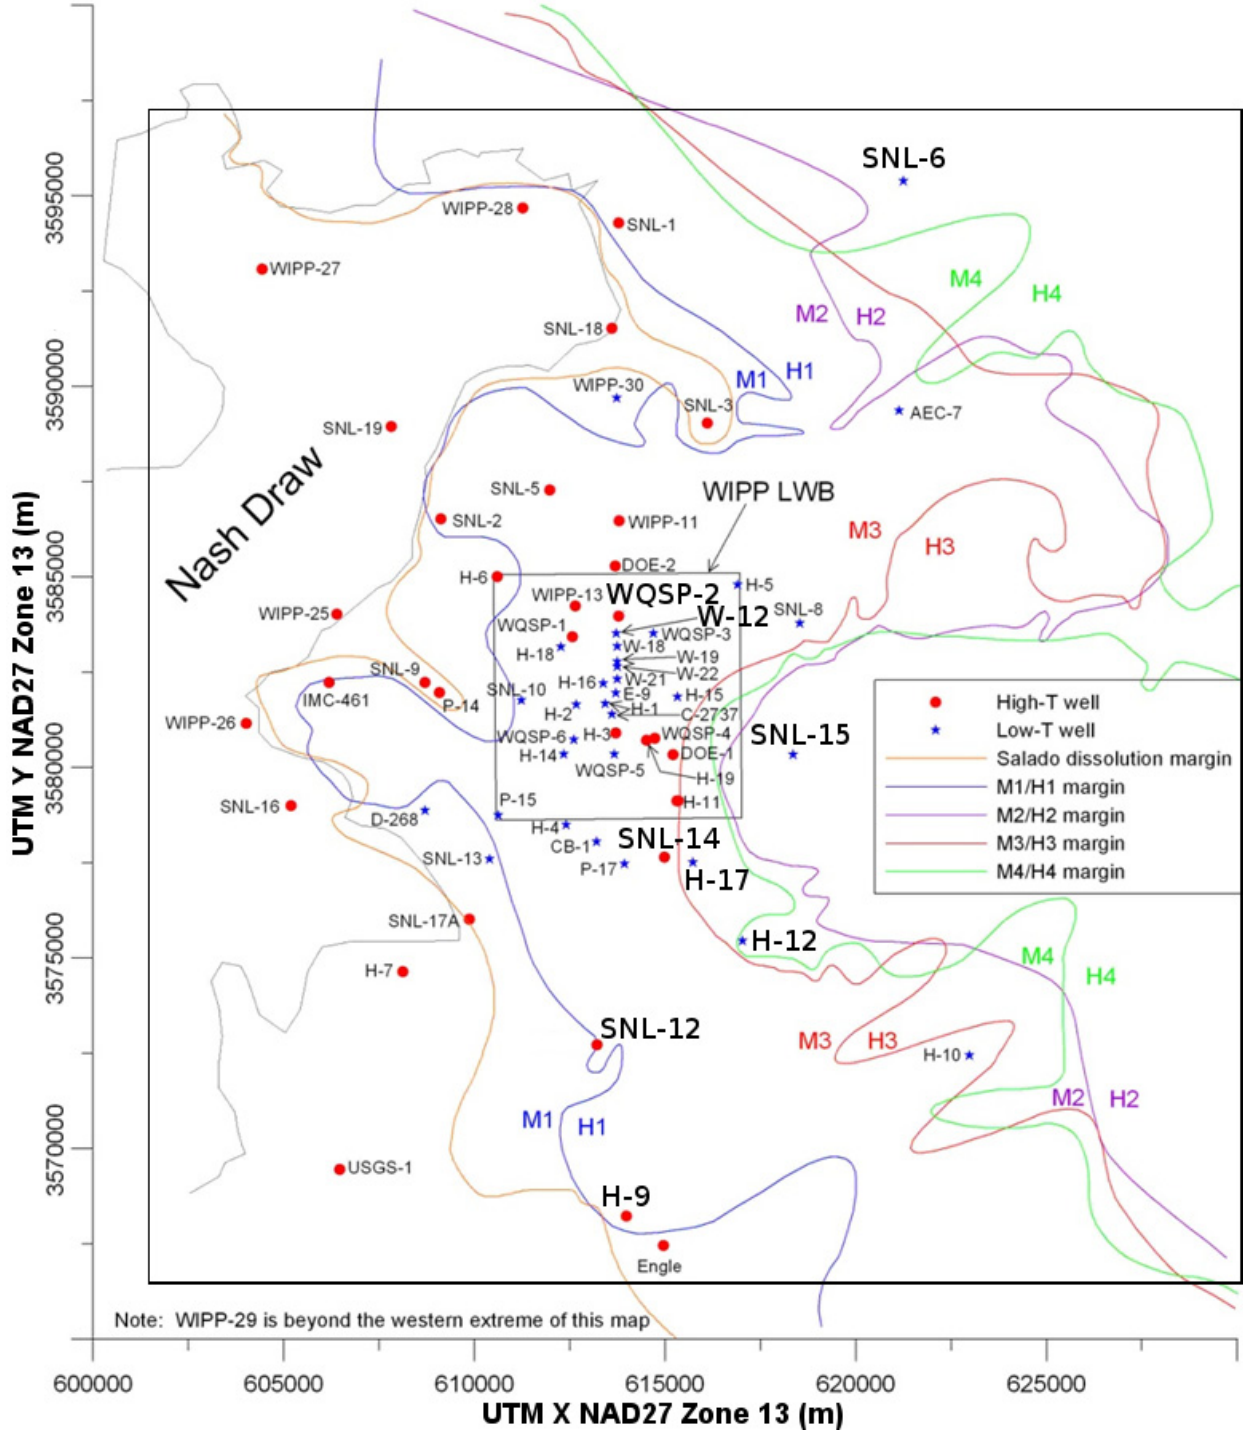 SNL-6
WIPP-28
SNL-1
WIPP-27
M4
H4
M2
H2
SNL-18
WIPP-30
M1
H1
SNL-3
AEC-7
SNL-19
Nash Draw
SNL-5
WIPP LWB
SNL-2
WIPP-11
M3
H3
DOE-2
H-6
H-5
WIPP-13
WQSP-2
WIPP-25
W-12
SNL-8
WQSP-1
WQSP-3
H-18
W-18
W-19
SNL-9
W-22
IMC-461
P-14
SNL-10
H-16
W-21
E-9
H-15
H-2
H-1
C-2737
WIPP-26
WQSP-6
H-3
WQSP-4
SNL-15
H-14
DOE-1
WQSP-5
H-19
SNL-16
P-15
H-11
D-268
H-4
CB-1
SNL-14
SNL-13
P-17
H-17
SNL-17A
H-12
H-7
M4
H4
SNL-12
M3
H3
H-10
M2
H2
M1
H1
USGS-1
H-9
Engle
High-T well
Low-T well
Salado dissolution margin
M1/H1 margin
M2/H2 margin
M3/H3 margin
M4/H4 margin
Note: WIPP-29 is beyond the western extreme of this map
3595000
3590000
3585000
3580000
3575000
3570000
UTM Y NAD27 Zone 13 (m)
600000
605000
610000
615000
620000
625000
UTM X NAD27 Zone 13 (m)